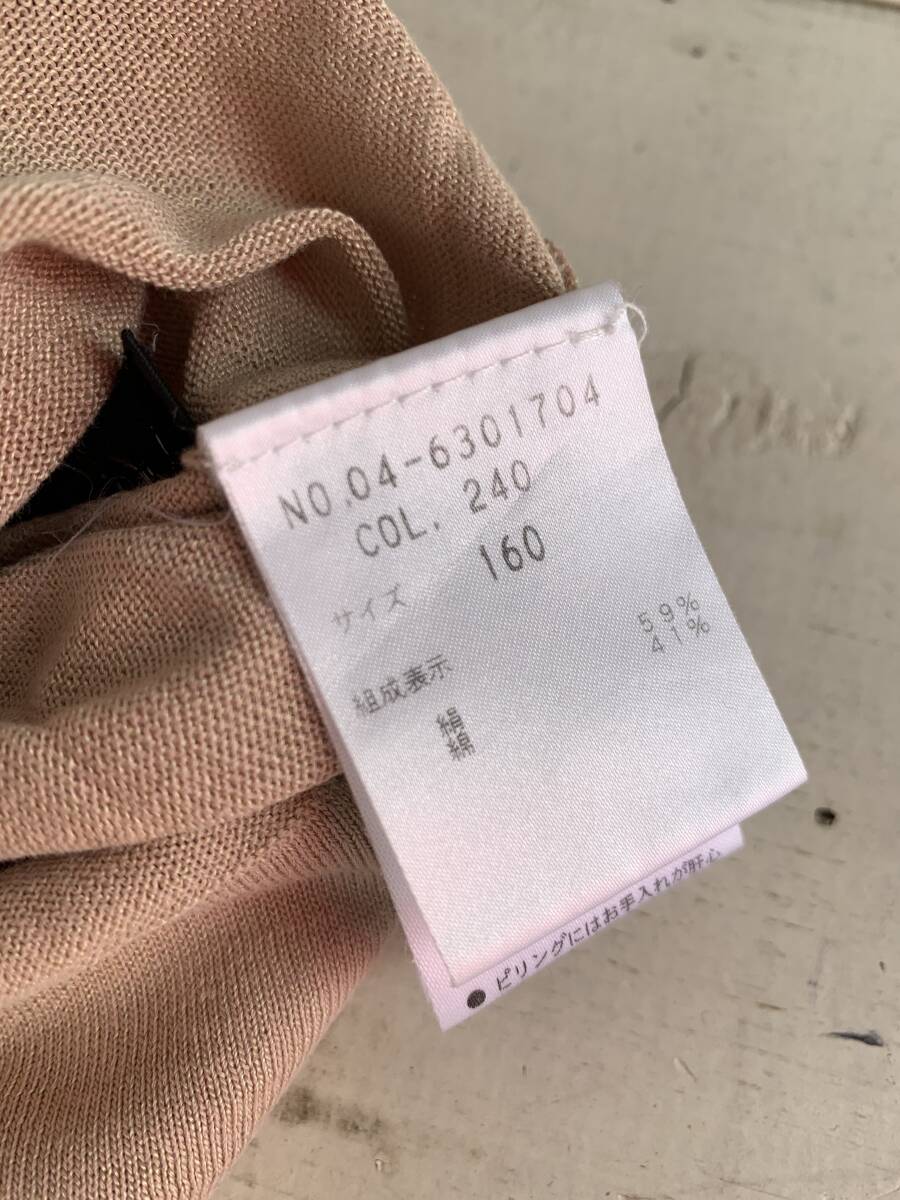 NO.04-6301704
COL. 240
サイズ 160
組成表示
絹 59%
綿 41%
● ピリングにはお手入れが肝心